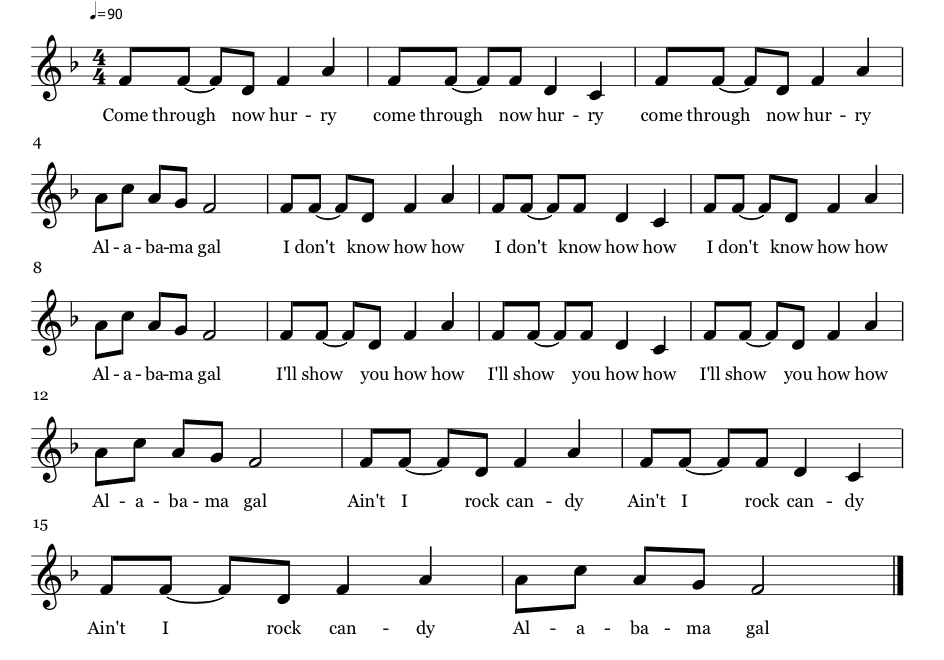 ♩=90
4
4
Come through now hur - ry come through now hur - ry come through now hur - ry
4
Al - a - ba - ma gal I don't know how how I don't know how how I don't know how how
8
Al - a - ba - ma gal I'll show you how how I'll show you how how I'll show you how how
12
Al - a - ba - ma gal Ain't I rock can - dy Ain't I rock can - dy
15
Ain't I rock can - dy Al - a - ba - ma gal